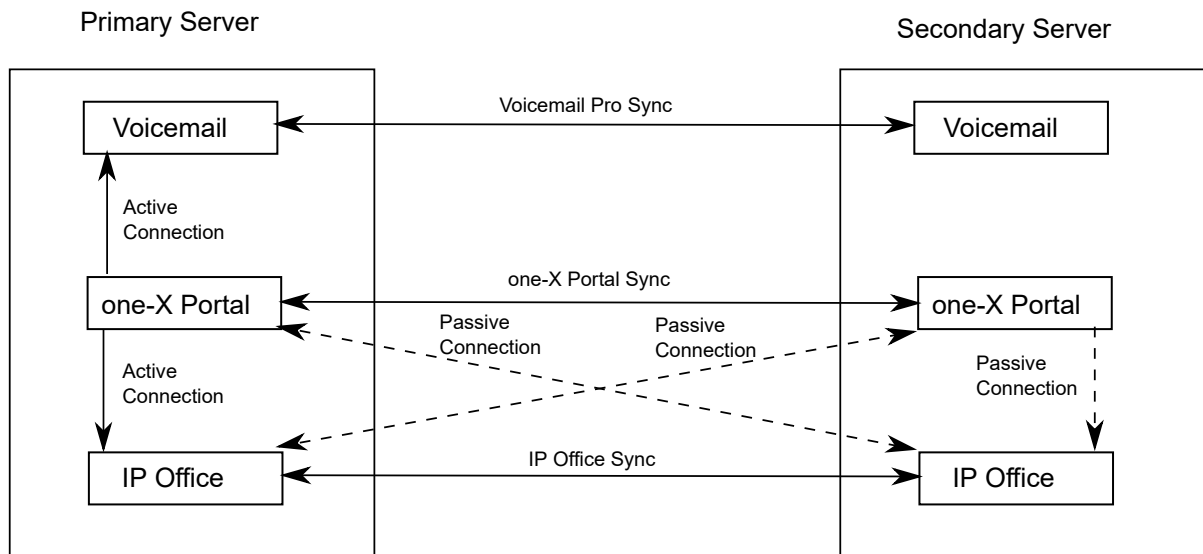 Primary Server
Secondary Server
Voicemail Pro Sync
Voicemail
Voicemail
Active
Connection
one-X Portal Sync
one-X Portal
one-X Portal
Passive
Connection
Passive
Connection
Active
Connection
Passive
Connection
IP Office Sync
IP Office
IP Office